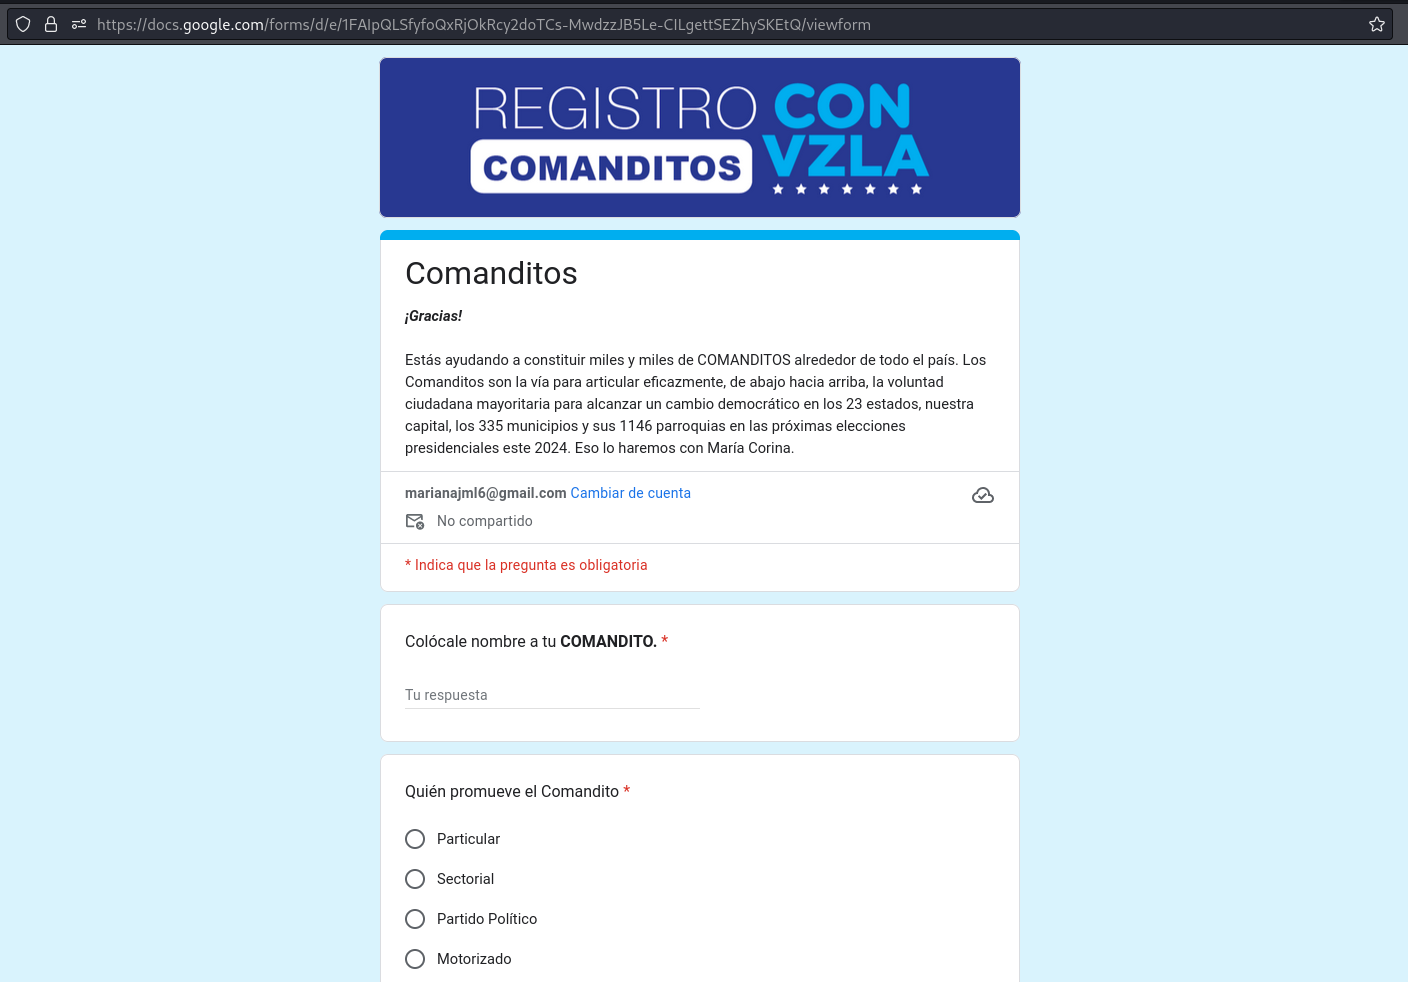 https://docs.google.com/forms/d/e/1FAIpQLSfyfoQxRjOkRcy2doTCs-MwdzzJB5Le-CILgettSEZhySKEtQ/viewform
REGISTRO CON
COMANDITOS VZLA
Comanditos
¡Gracias!
Estás ayudando a constituir miles y miles de COMANDITOS alrededor de todo el país. Los
Comanditos son la vía para articular eficazmente, de abajo hacia arriba, la voluntad
ciudadana mayoritaria para alcanzar un cambio democrático en los 23 estados, nuestra
capital, los 335 municipios y sus 1146 parroquias en las próximas elecciones
presidenciales este 2024. Eso lo haremos con María Corina.
marianajml6@gmail.com Cambiar de cuenta
No compartido
* Indica que la pregunta es obligatoria
Colócale nombre a tu COMANDITO. *
Tu respuesta
Quién promueve el Comandito *
Particular
Sectorial
Partido Político
Motorizado